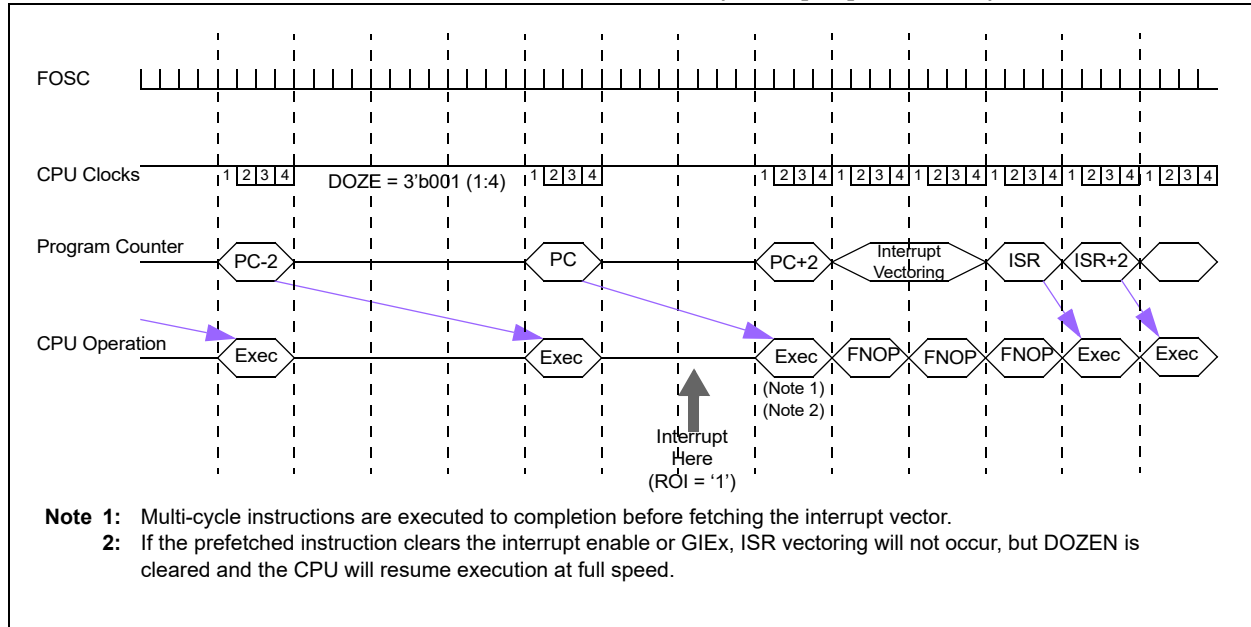 FOSC
CPU Clocks
1 2 3 4
DOZE = 3'b001 (1:4)
1 2 3 4
1 2 3 4 1 2 3 4 1 2 3 4 1 2 3 4 1 2 3 4 1 2 3 4
Program Counter
PC-2
PC
PC+2
Interrupt
Vectoring
ISR
ISR+2
CPU Operation
Exec
Exec
Exec
FNOP
FNOP
FNOP
Exec
Exec
(Note 1)
(Note 2)
Interrupt
Here
(ROI = ‘1’)
Note 1: Multi-cycle instructions are executed to completion before fetching the interrupt vector.
2: If the prefetched instruction clears the interrupt enable or GIEx, ISR vectoring will not occur, but DOZEN is
cleared and the CPU will resume execution at full speed.